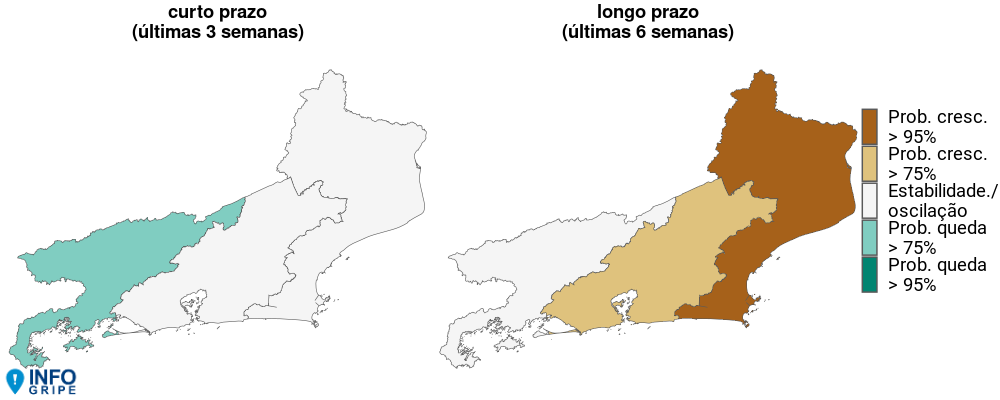 curto prazo
(últimas 3 semanas)
longo prazo
(últimas 6 semanas)
Prob. cresc.
> 95%
Prob. cresc.
> 75%
Estabilidade./
oscilação
Prob. queda
> 75%
Prob. queda
> 95%
INFO
GRIPE